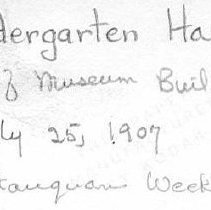 dergarten Ha
of Museum Buil
ly 25, 1907
tauquan Week